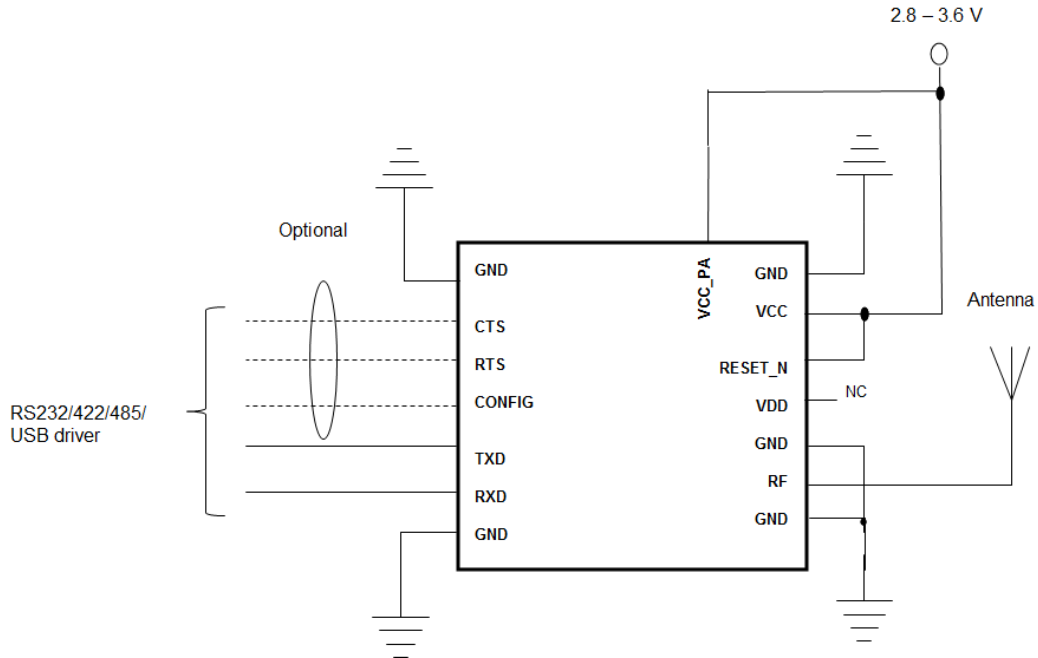 2.8 – 3.6 V
Optional
Antenna
RS232/422/485/
USB driver
GND
CTS
RTS
CONFIG
TXD
RXD
GND
VCC_PA
GND
VCC
RESET_N
VDD
NC
GND
RF
GND